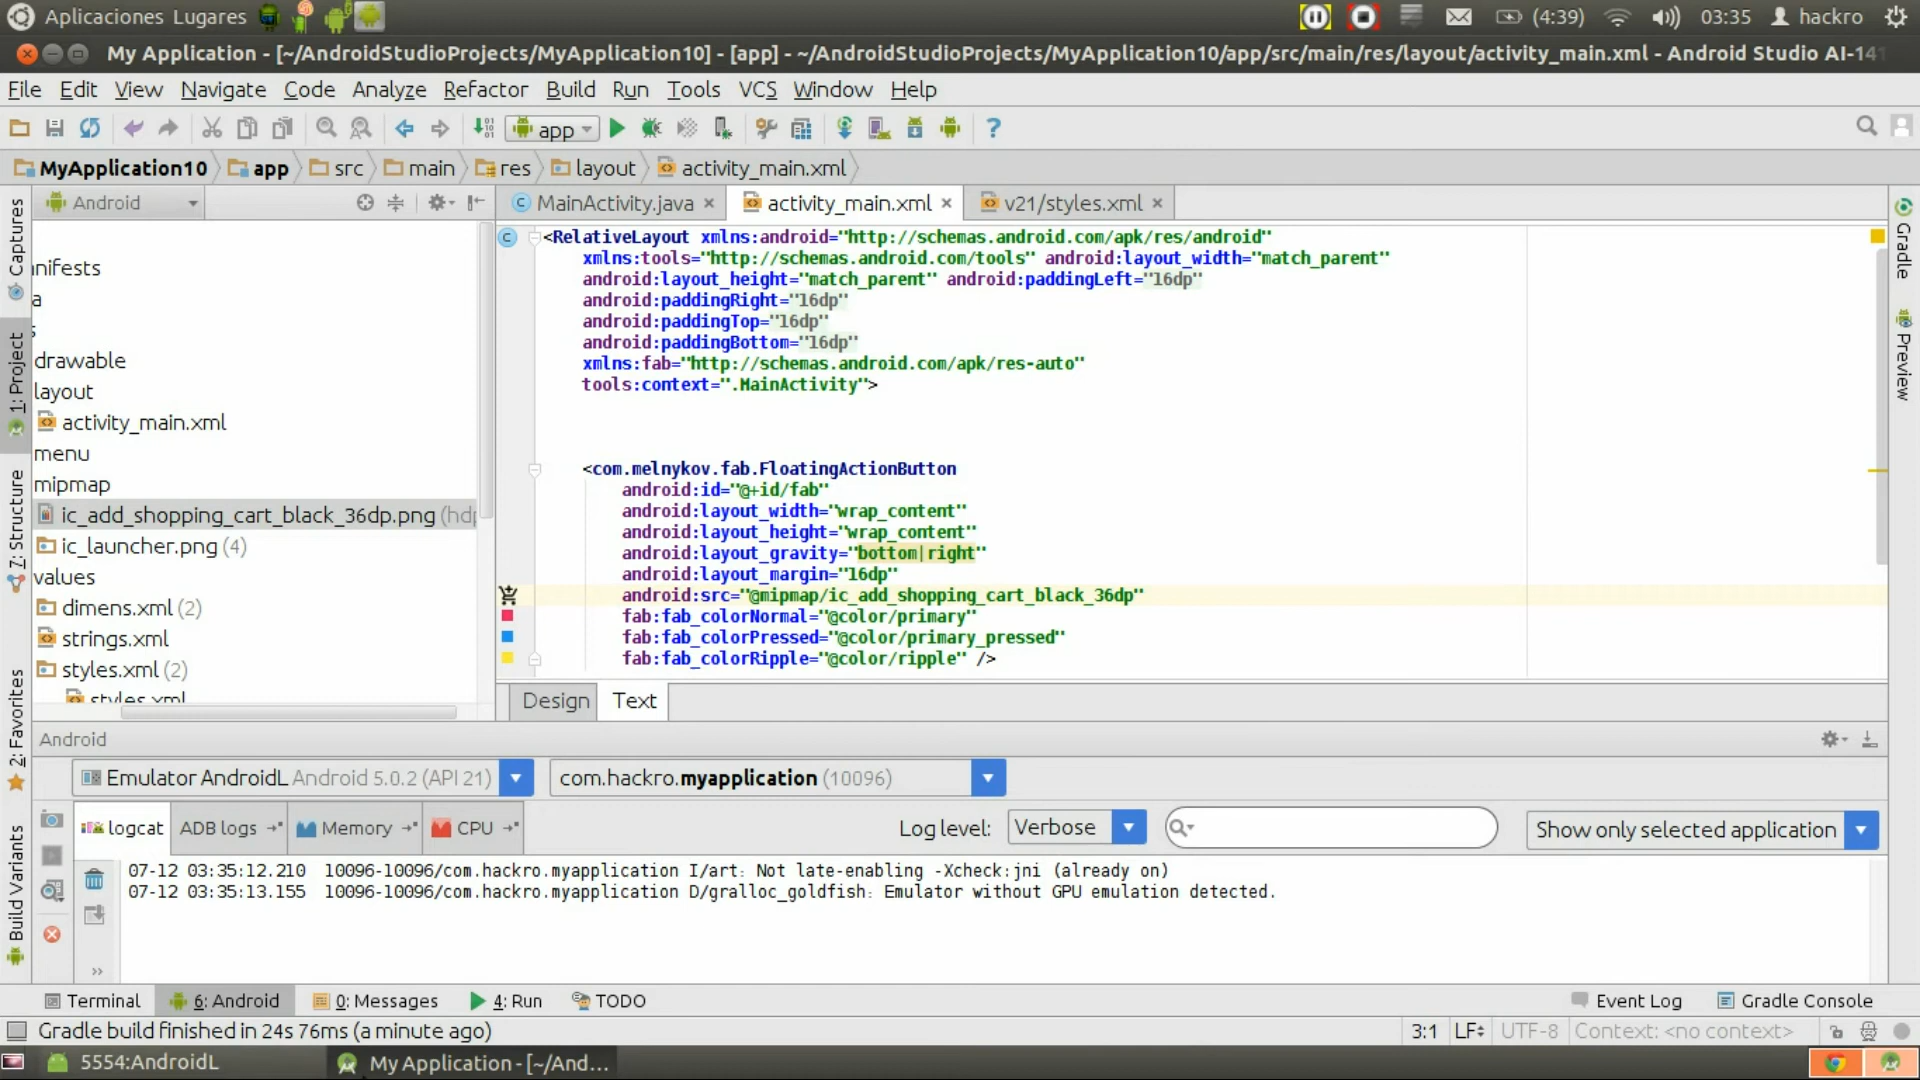 Aplicaciones Lugares
(4:39) 03:35 hackro
My Application - [~/AndroidStudioProjects/MyApplication10] - [app] - ~/AndroidStudioProjects/MyApplication10/app/src/main/res/layout/activity_main.xml - Android Studio AI-141
File Edit View Navigate Code Analyze Refactor Build Run Tools VCS Window Help
app
MyApplication10 app src main res layout activity_main.xml
Android
MainActivity.java activity_main.xml v21/styles.xml
Captures
1: Project
7: Structure
2: Favorites
Build Variants
nifests
a
s
drawable
layout
activity_main.xml
menu
mipmap
ic_add_shopping_cart_black_36dp.png (hdp
ic_launcher.png (4)
values
dimens.xml (2)
strings.xml
styles.xml (2)
styles.xml
<RelativeLayout xmlns:android="http://schemas.android.com/apk/res/android"
xmlns:tools="http://schemas.android.com/tools" android:layout_width="match_parent"
android:layout_height="match_parent" android:paddingLeft="16dp"
android:paddingRight="16dp"
android:paddingTop="16dp"
android:paddingBottom="16dp"
xmlns:fab="http://schemas.android.com/apk/res-auto"
tools:context=".MainActivity">
<com.melnykov.fab.FloatingActionButton
android:id="@+id/fab"
android:layout_width="wrap_content"
android:layout_height="wrap_content"
android:layout_gravity="bottom|right"
android:layout_margin="16dp"
android:src="@mipmap/ic_add_shopping_cart_black_36dp"
fab:fab_colorNormal="@color/primary"
fab:fab_colorPressed="@color/primary_pressed"
fab:fab_colorRipple="@color/ripple" />
Gradle
Preview
Design Text
Android
Emulator AndroidL Android 5.0.2 (API 21) com.hackro.myapplication (10096)
logcat ADB logs Memory CPU Log level: Verbose Show only selected application
07-12 03:35:12.210 10096-10096/com.hackro.myapplication I/art: Not late-enabling -Xcheck:jni (already on)
07-12 03:35:13.155 10096-10096/com.hackro.myapplication D/gralloc_goldfish: Emulator without GPU emulation detected.
Terminal 6: Android 0: Messages 4: Run TODO Event Log Gradle Console
Gradle build finished in 24s 76ms (a minute ago) 3:1 LF UTF-8 Context: <no context>
5554:AndroidL My Application - [~/And...